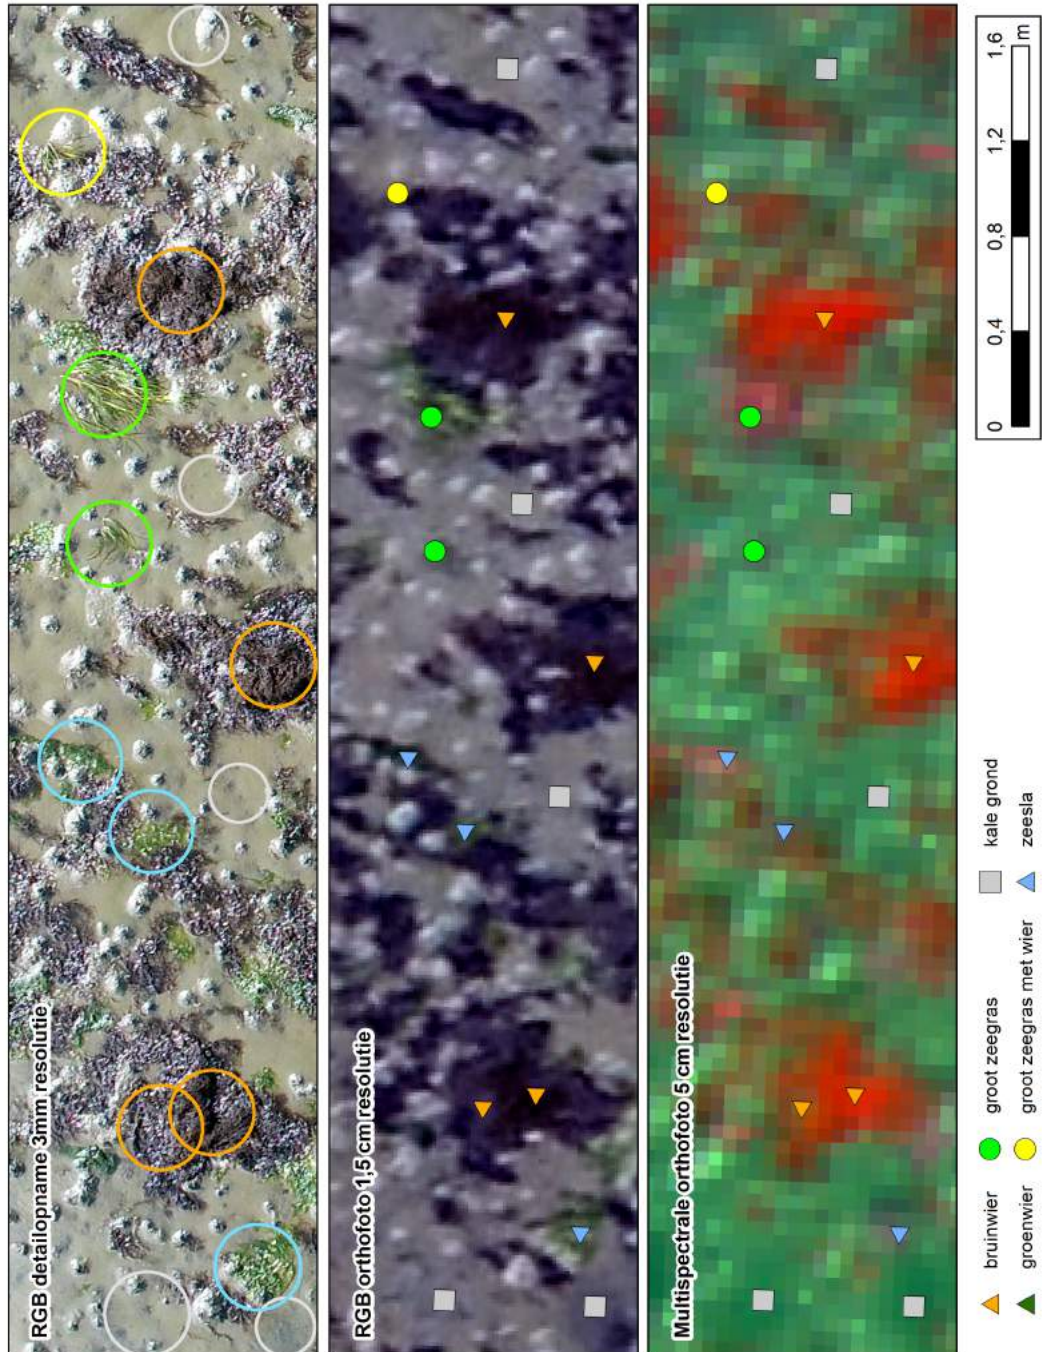 RGB detailopname 3mm resolutie
RGB orthofoto 1,5 cm resolutie
Multispectrale orthofoto 5 cm resolutie
bruinwier
groot zeegras
kale grond
groenwier
groot zeegras met wier
zeesla
0 0,4 0,8 1,2 1,6
m